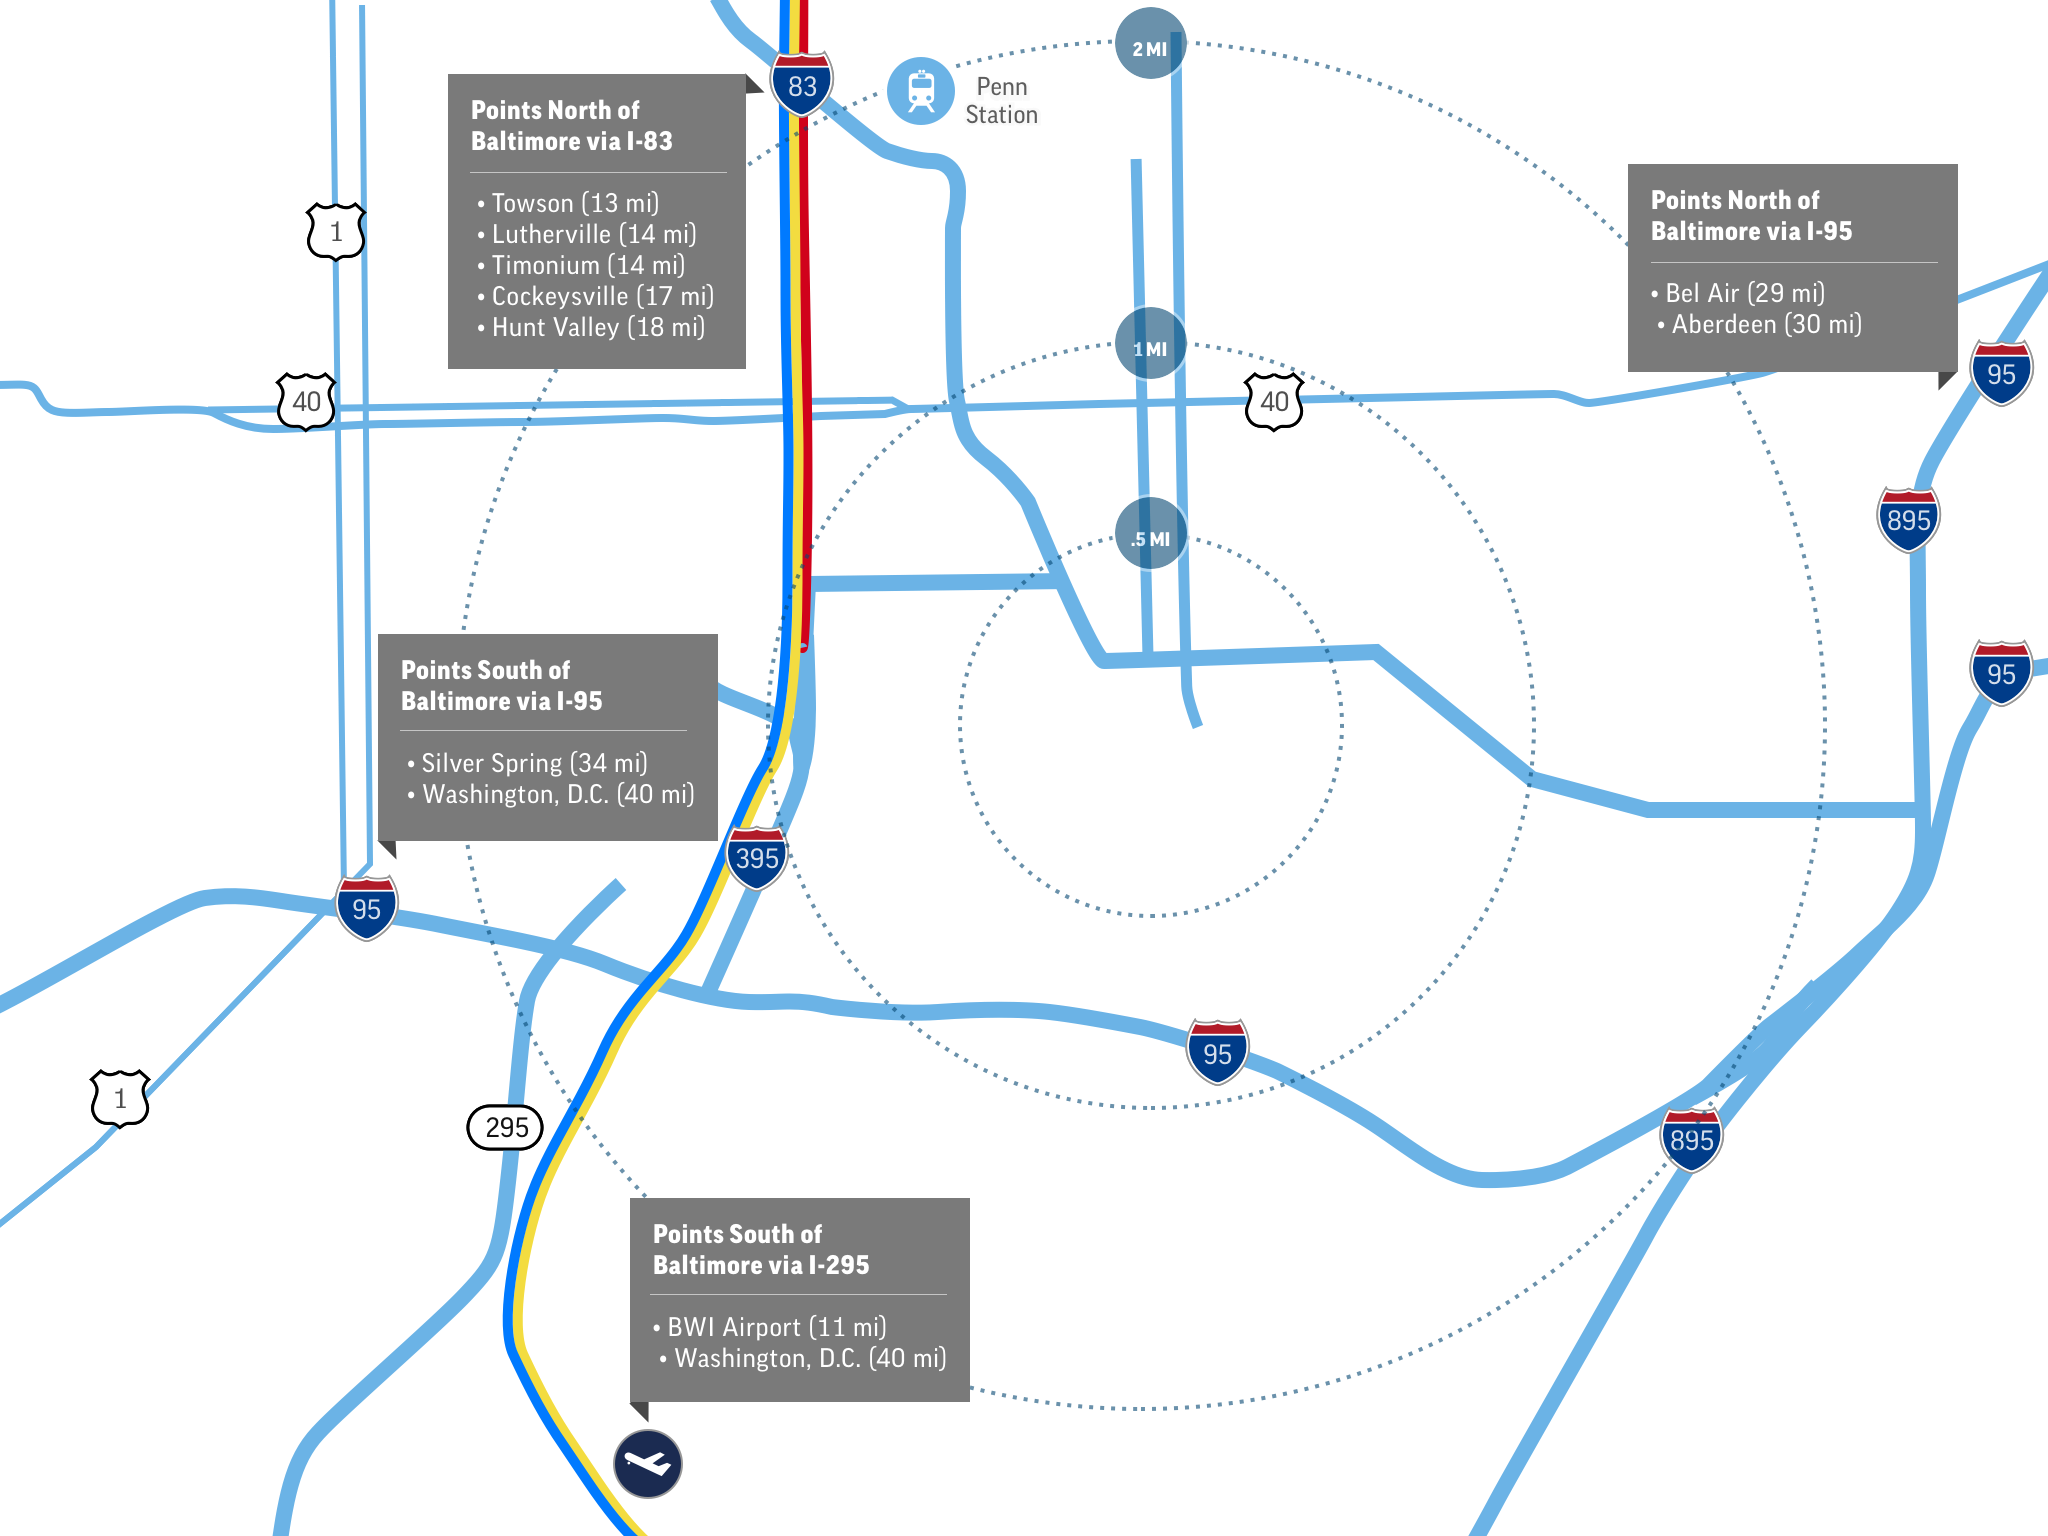 2 MI
83
Penn
Station
Points North of
Baltimore via I-83
• Towson (13 mi)
• Lutherville (14 mi)
• Timonium (14 mi)
• Cockeysville (17 mi)
• Hunt Valley (18 mi)
1
Points North of
Baltimore via I-95
• Bel Air (29 mi)
• Aberdeen (30 mi)
1 MI
95
40
40
895
.5 MI
Points South of
Baltimore via I-95
• Silver Spring (34 mi)
• Washington, D.C. (40 mi)
95
395
95
95
1
295
895
Points South of
Baltimore via I-295
• BWI Airport (11 mi)
• Washington, D.C. (40 mi)